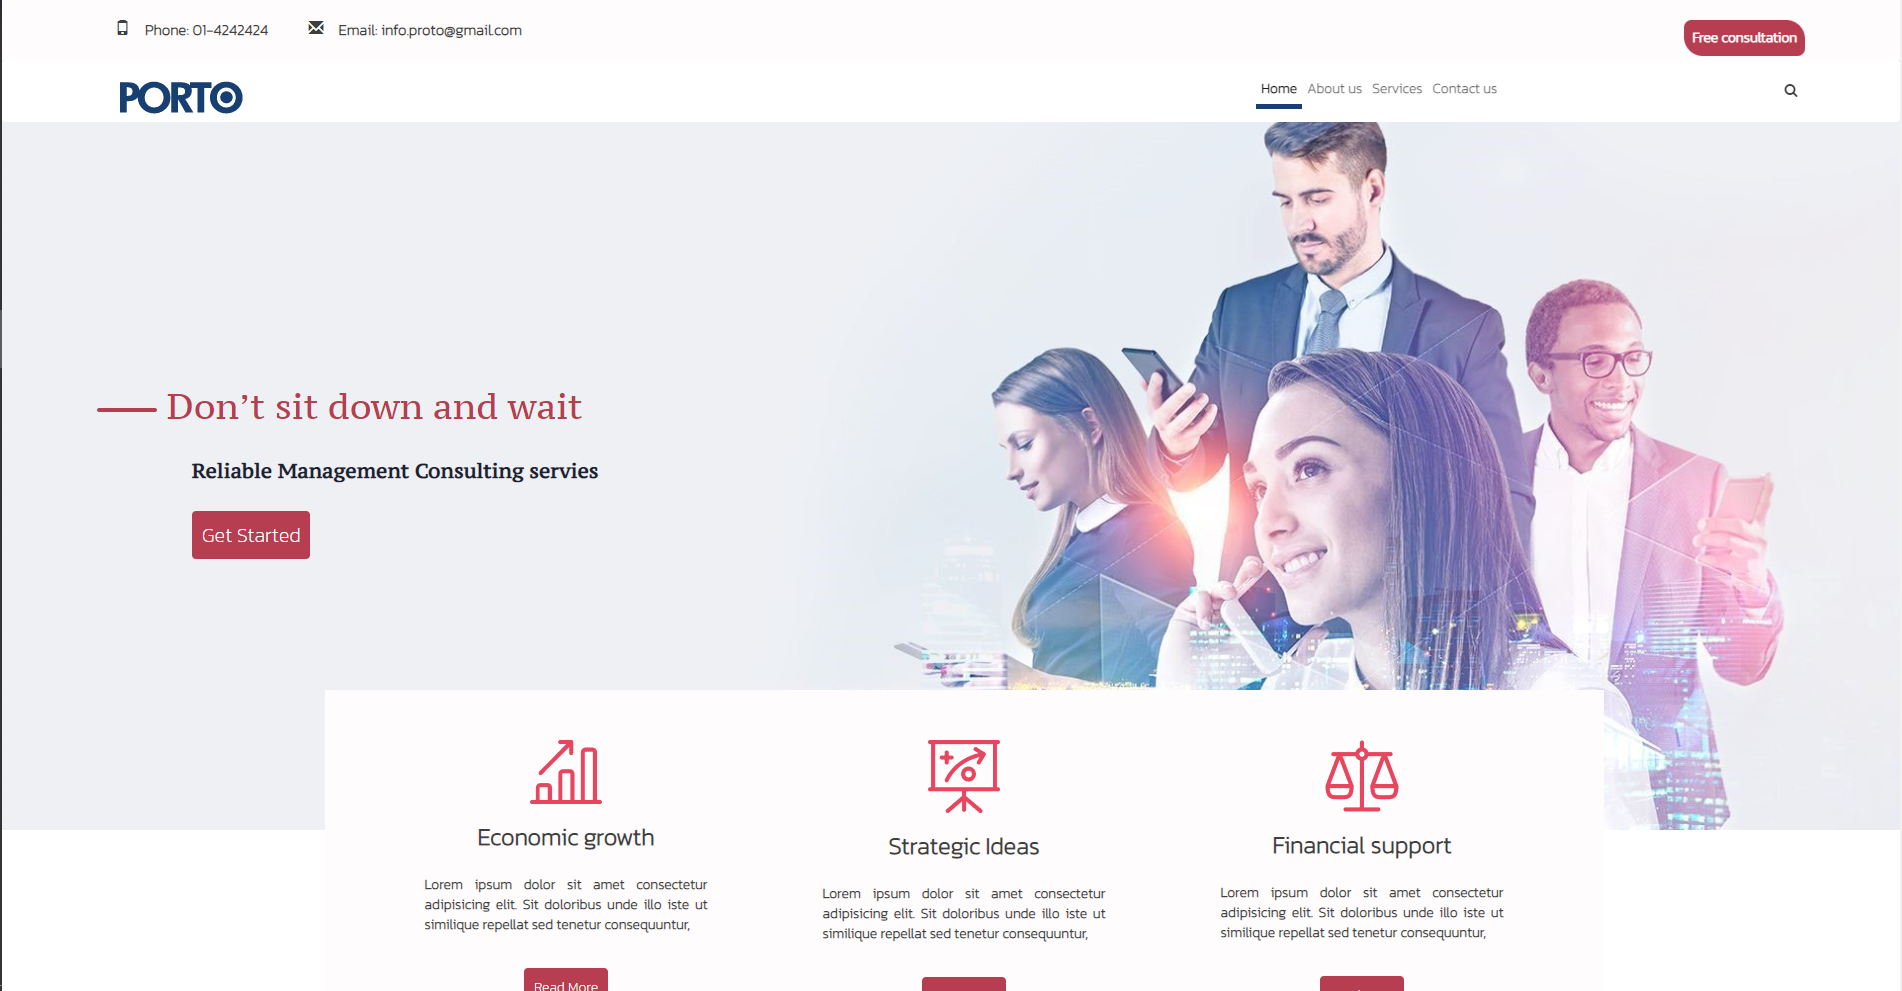 Phone: 01-4242424
Email: info.proto@gmail.com
Free consultation
PORTO
Home About us Services Contact us
Don't sit down and wait
Reliable Management Consulting servies
Get Started
Economic growth
Lorem ipsum dolor sit amet consectetur
adipisicing elit. Sit doloribus unde illo iste ut
similique repellat sed tenetur consequuntur,
Read More
Strategic Ideas
Lorem ipsum dolor sit amet consectetur
adipisicing elit. Sit doloribus unde illo iste ut
similique repellat sed tenetur consequuntur,
Financial support
Lorem ipsum dolor sit amet consectetur
adipisicing elit. Sit doloribus unde illo iste ut
similique repellat sed tenetur consequuntur,